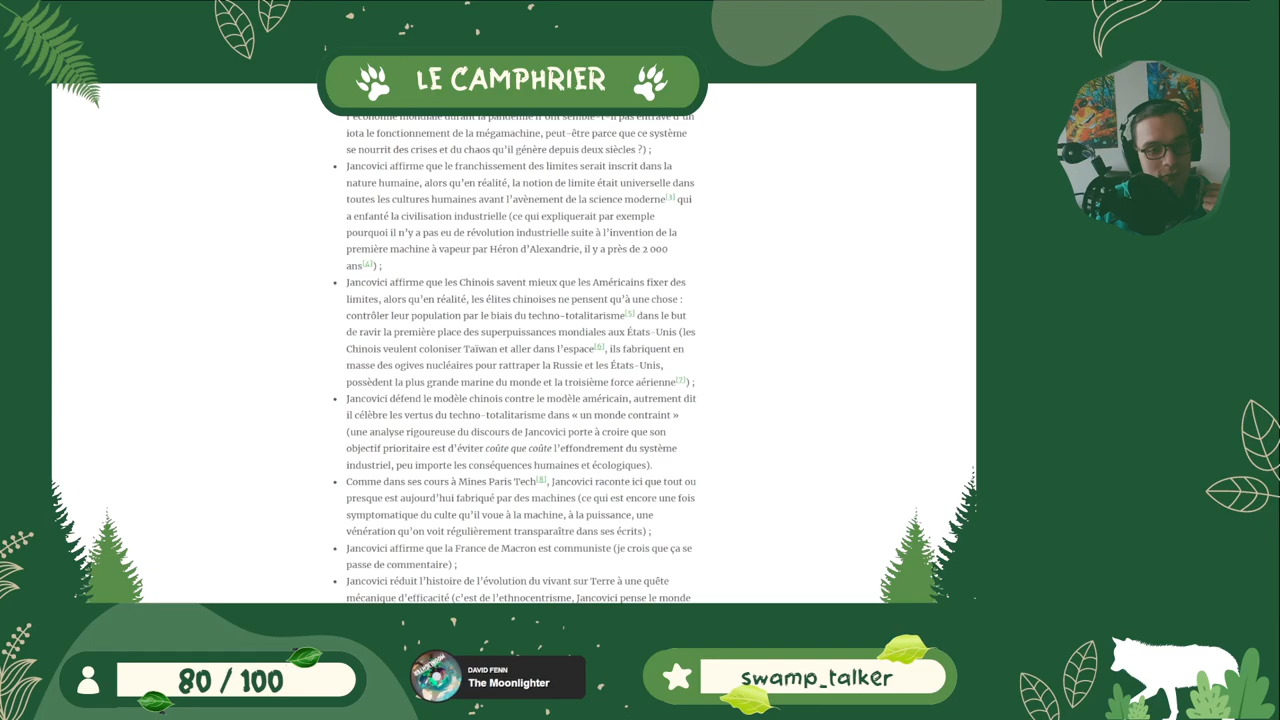 LE CAMPHRIER
l'économie mondiale durant la pandémie n'ont semble-t-il pas entravé d'un
iota le fonctionnement de la mégamachine, peut-être parce que ce système
se nourrit des crises et du chaos qu'il génère depuis deux siècles ?) ;
• Jancovici affirme que le franchissement des limites serait inscrit dans la
nature humaine, alors qu'en réalité, la notion de limite était universelle dans
toutes les cultures humaines avant l'avènement de la science moderne[3] qui
a enfanté la civilisation industrielle (ce qui expliquerait par exemple
pourquoi il n'y a pas eu de révolution industrielle suite à l'invention de la
première machine à vapeur par Héron d'Alexandrie, il y a près de 2 000
ans[4]) ;
• Jancovici affirme que les Chinois savent mieux que les Américains fixer des
limites, alors qu'en réalité, les élites chinoises ne pensent qu'à une chose :
contrôler leur population par le biais du techno-totalitarisme[5] dans le but
de ravir la première place des superpuissances mondiales aux États-Unis (les
Chinois veulent coloniser Taïwan et aller dans l'espace[6], ils fabriquent en
masse des ogives nucléaires pour rattraper la Russie et les États-Unis,
possèdent la plus grande marine du monde et la troisième force aérienne[7]) ;
• Jancovici défend le modèle chinois contre le modèle américain, autrement dit
il célèbre les vertus du techno-totalitarisme dans « un monde contraint »
(une analyse rigoureuse du discours de Jancovici porte à croire que son
objectif prioritaire est d'éviter coûte que coûte l'effondrement du système
industriel, peu importe les conséquences humaines et écologiques).
• Comme dans ses cours à Mines Paris Tech[8], Jancovici raconte ici que tout ou
presque est aujourd'hui fabriqué par des machines (ce qui est encore une fois
symptomatique du culte qu'il voue à la machine, à la puissance, une
vénération qu'on voit régulièrement transparaître dans ses écrits) ;
• Jancovici affirme que la France de Macron est communiste (je crois que ça se
passe de commentaire) ;
• Jancovici réduit l'histoire de l'évolution du vivant sur Terre à une quête
mécanique d'efficacité (c'est de l'ethnocentrisme, Jancovici pense le monde
80 / 100
DAVID FENN
The Moonlighter
swamp_talker